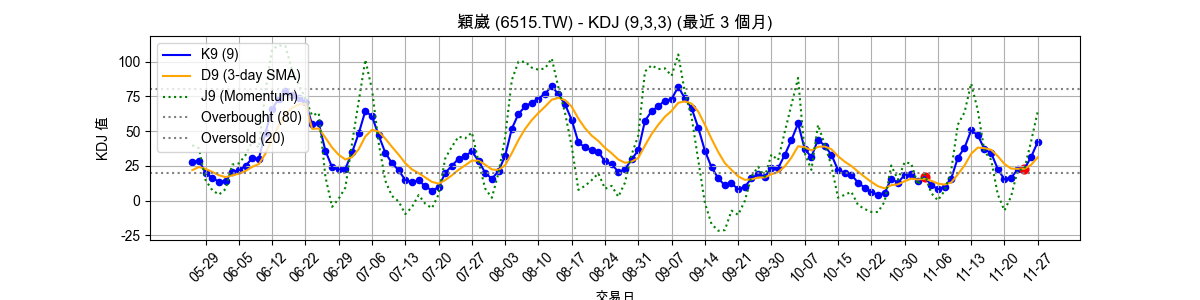 穎崴 (6515.TW) - KDJ (9,3,3) (最近 3 個月)
K9 (9)
D9 (3-day SMA)
J9 (Momentum)
Overbought (80)
Oversold (20)
KDJ 值
100
75
50
25
0
-25
05-29 06-05 06-12 06-22 06-29 07-06 07-13 07-20 07-27 08-03 08-10 08-17 08-24 08-31 09-07 09-14 09-21 09-30 10-07 10-15 10-22 10-30 11-06 11-13 11-20 11-27
交易日